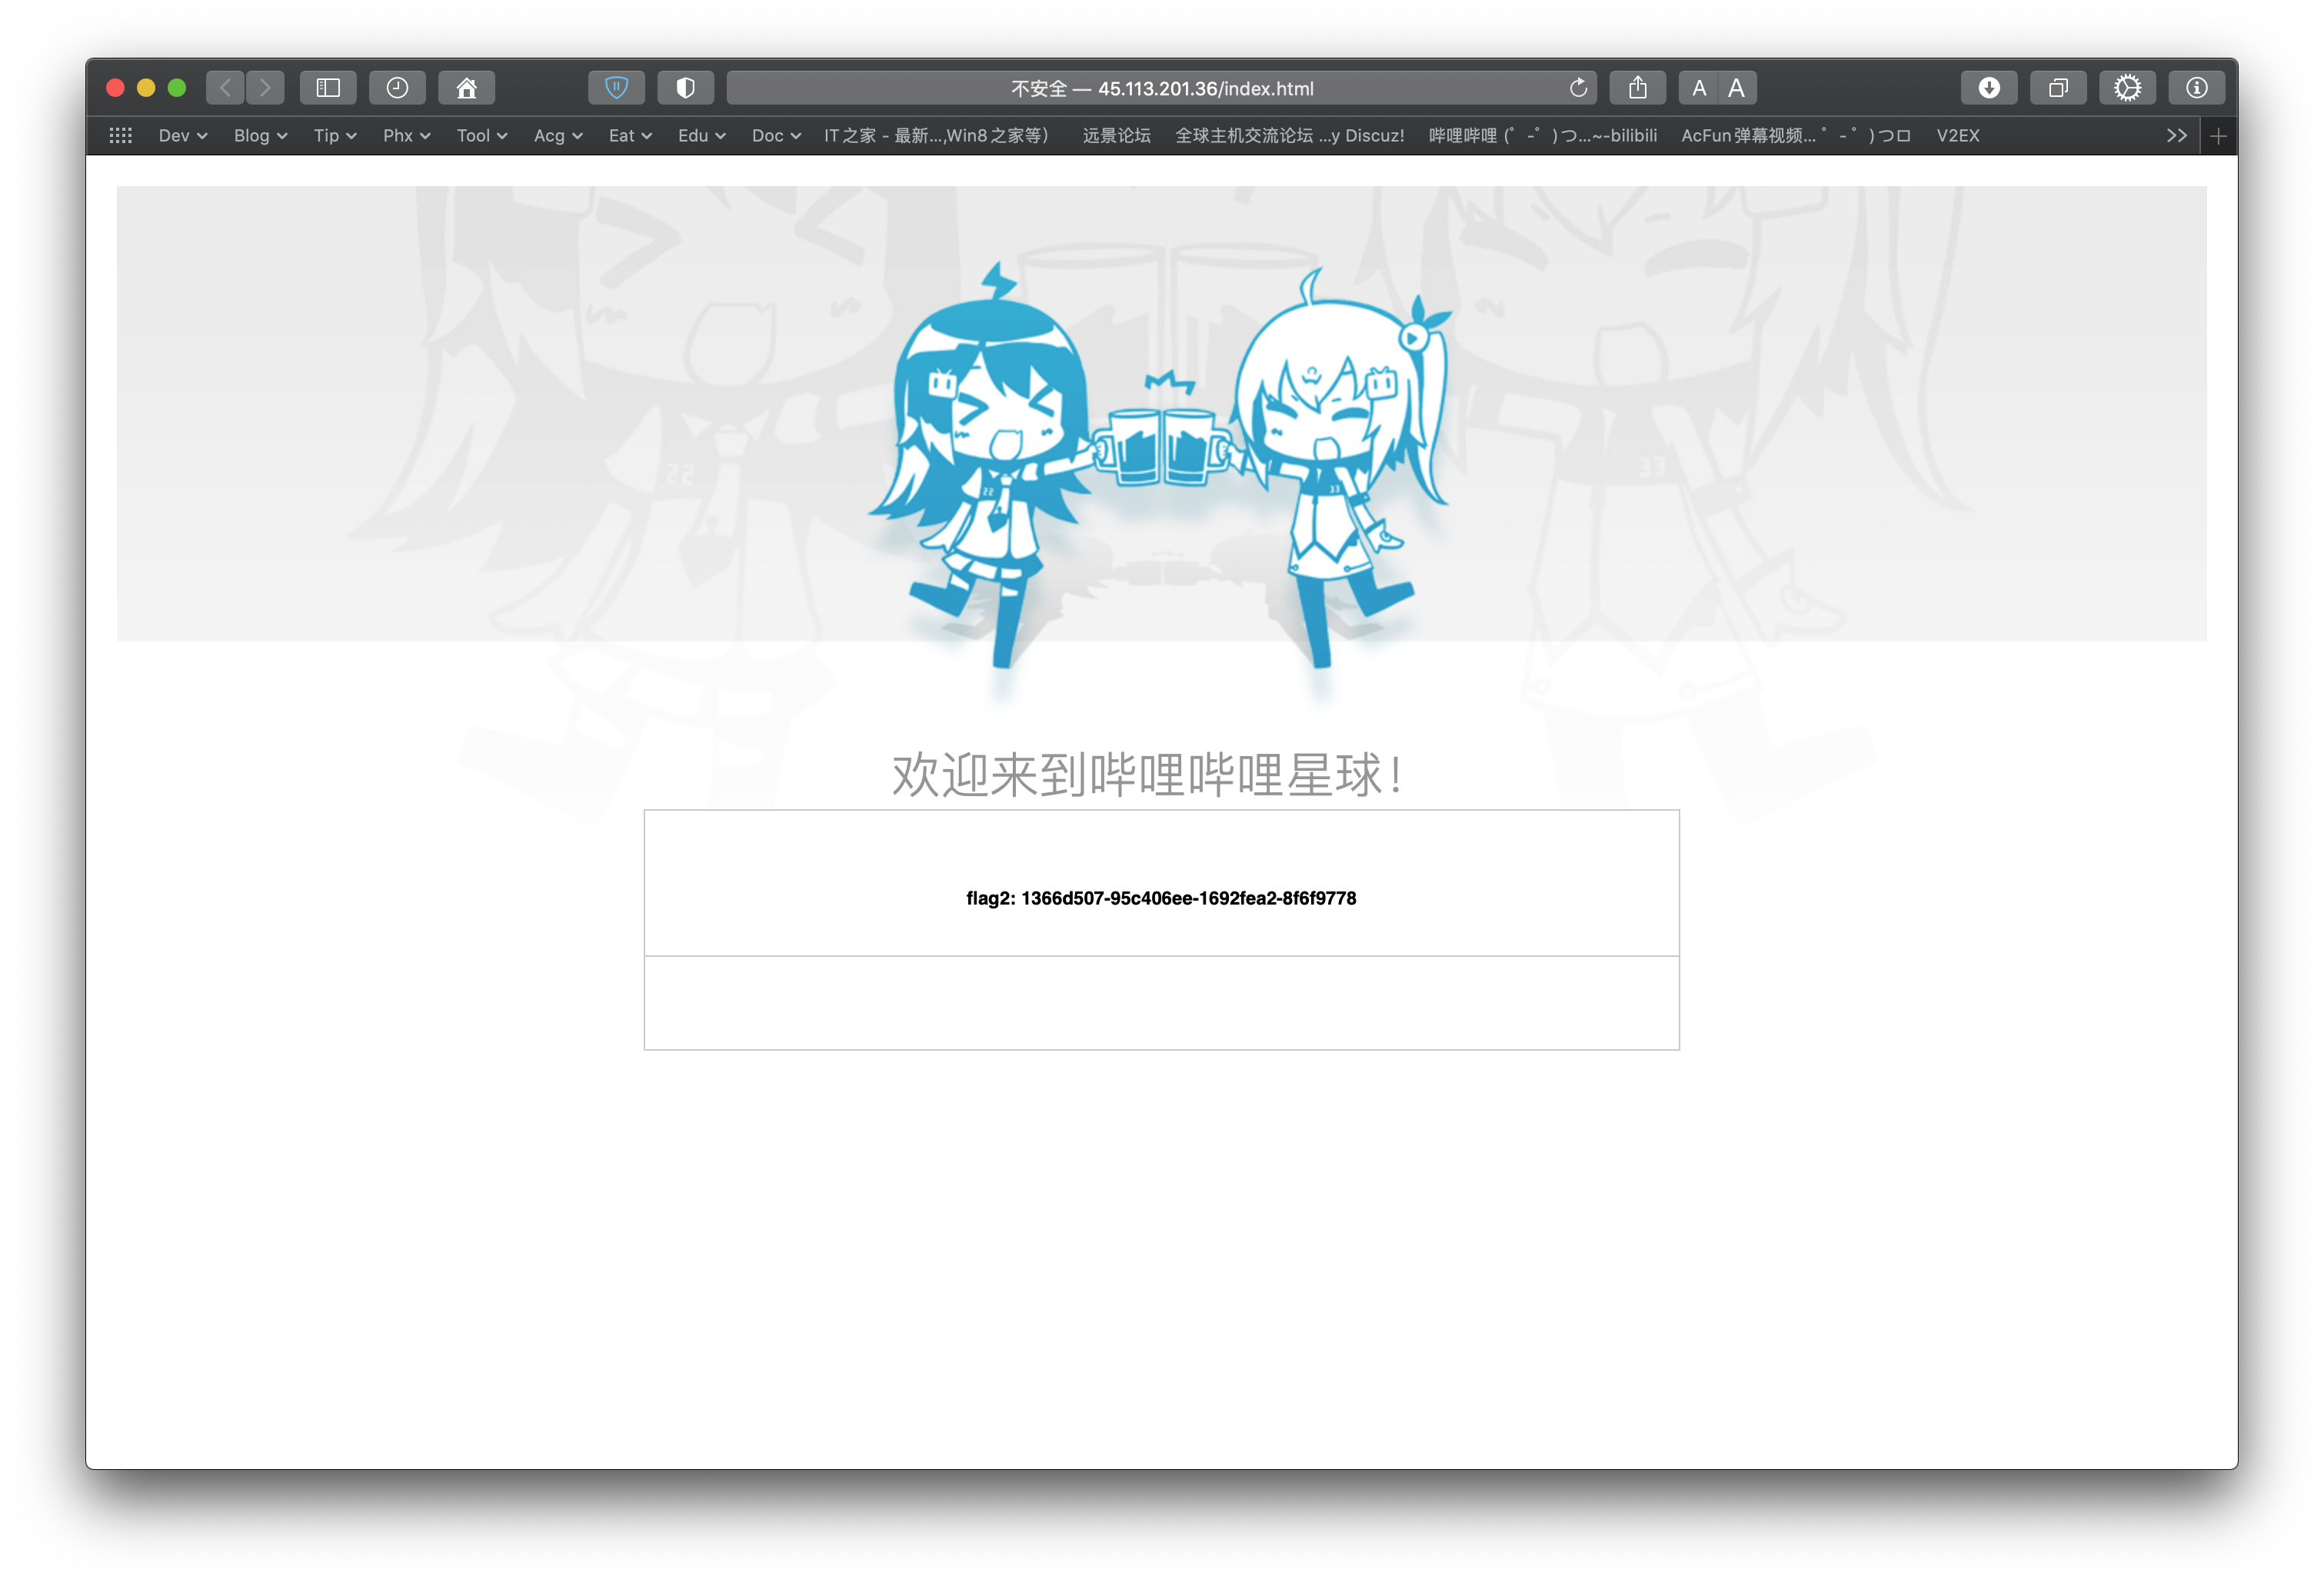 不安全 — 45.113.201.36/index.html
A A
Dev Blog Tip Phx Tool Acg Eat Edu Doc IT之家 - 最新...,Win8之家等） 远景论坛 全球主机交流论坛 ...y Discuz! 哔哩哔哩 (゜-゜)つ...~-bilibili AcFun弹幕视频...゜- ゜)つロ V2EX
22 33
22 33
欢迎来到哔哩哔哩星球！
flag2: 1366d507-95c406ee-1692fea2-8f6f9778